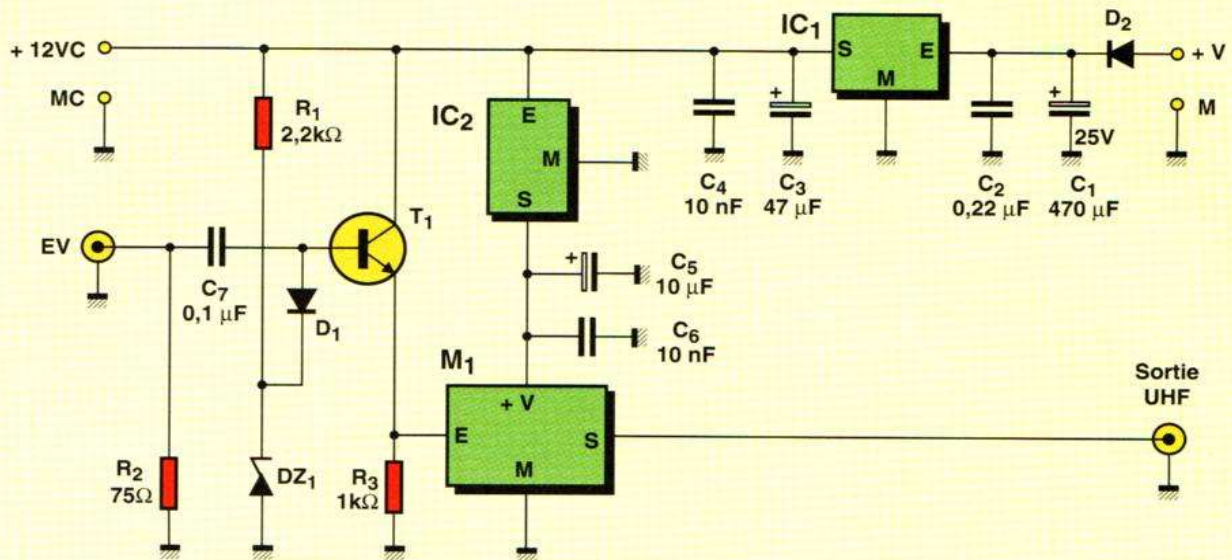 + 12VC
MC
R1
2,2kΩ
IC2
E
M
S
IC1
S
E
M
D2
+ V
M
+
+
25V
C4
10 nF
C3
47 µF
C2
0,22 µF
C1
470 µF
EV
C7
0,1 µF
T1
D1
+
C5
10 µF
C6
10 nF
M1
+ V
E
S
M
Sortie
UHF
R2
75Ω
DZ1
R3
1kΩ